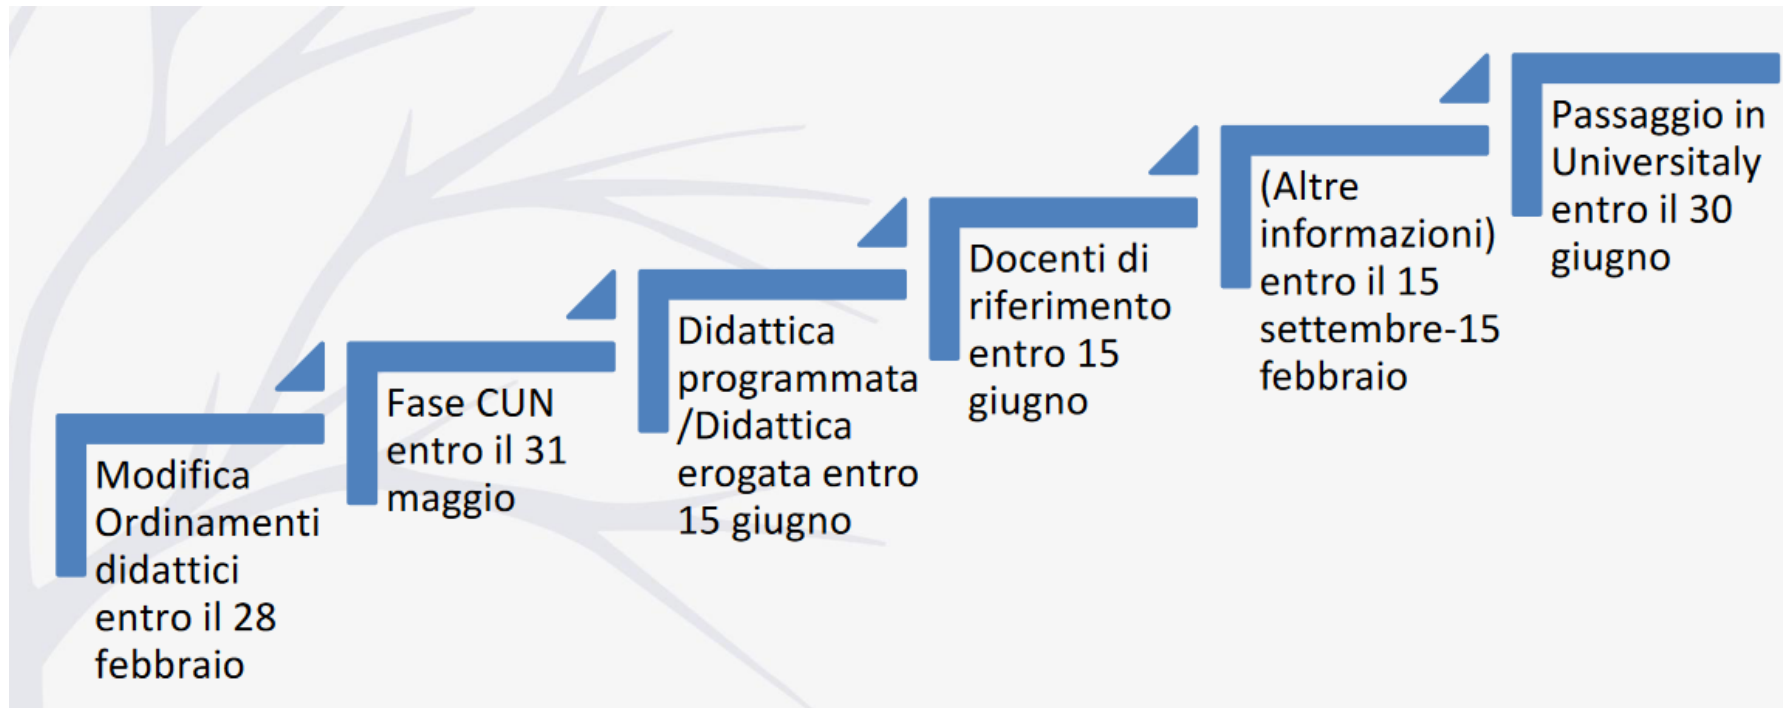 Modifica
Ordinamenti
didattici
entro il 28
febbraio
Fase CUN
entro il 31
maggio
Didattica
programmata
/Didattica
erogata entro
15 giugno
Docenti di
riferimento
entro 15
giugno
(Altre
informazioni)
entro il 15
settembre-15
febbraio
Passaggio in
Universitaly
entro il 30
giugno